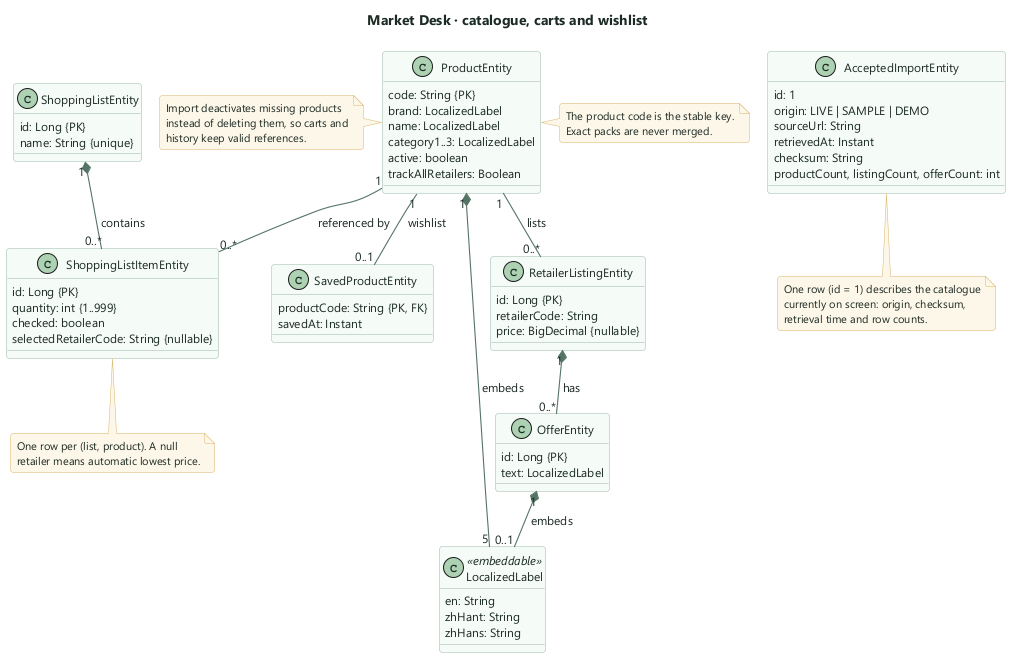 Market Desk · catalogue, carts and wishlist
C ShoppingListEntity
id: Long {PK}
name: String {unique}
Import deactivates missing products
instead of deleting them, so carts and
history keep valid references.
C ProductEntity
code: String {PK}
brand: LocalizedLabel
name: LocalizedLabel
category1..3: LocalizedLabel
active: boolean
trackAllRetailers: Boolean
The product code is the stable key.
Exact packs are never merged.
C AcceptedImportEntity
id: 1
origin: LIVE | SAMPLE | DEMO
sourceUrl: String
retrievedAt: Instant
checksum: String
productCount, listingCount, offerCount: int
1
contains
0..*
1
referenced by
0..*
1
wishlist
0..1
1
embeds
5
1
lists
0..*
C ShoppingListItemEntity
id: Long {PK}
quantity: int {1..999}
checked: boolean
selectedRetailerCode: String {nullable}
C SavedProductEntity
productCode: String {PK, FK}
savedAt: Instant
C RetailerListingEntity
id: Long {PK}
retailerCode: String
price: BigDecimal {nullable}
One row (id = 1) describes the catalogue
currently on screen: origin, checksum,
retrieval time and row counts.
1
has
0..*
One row per (list, product). A null
retailer means automatic lowest price.
C OfferEntity
id: Long {PK}
text: LocalizedLabel
1
embeds
0..1
C «embeddable»
LocalizedLabel
en: String
zhHant: String
zhHans: String